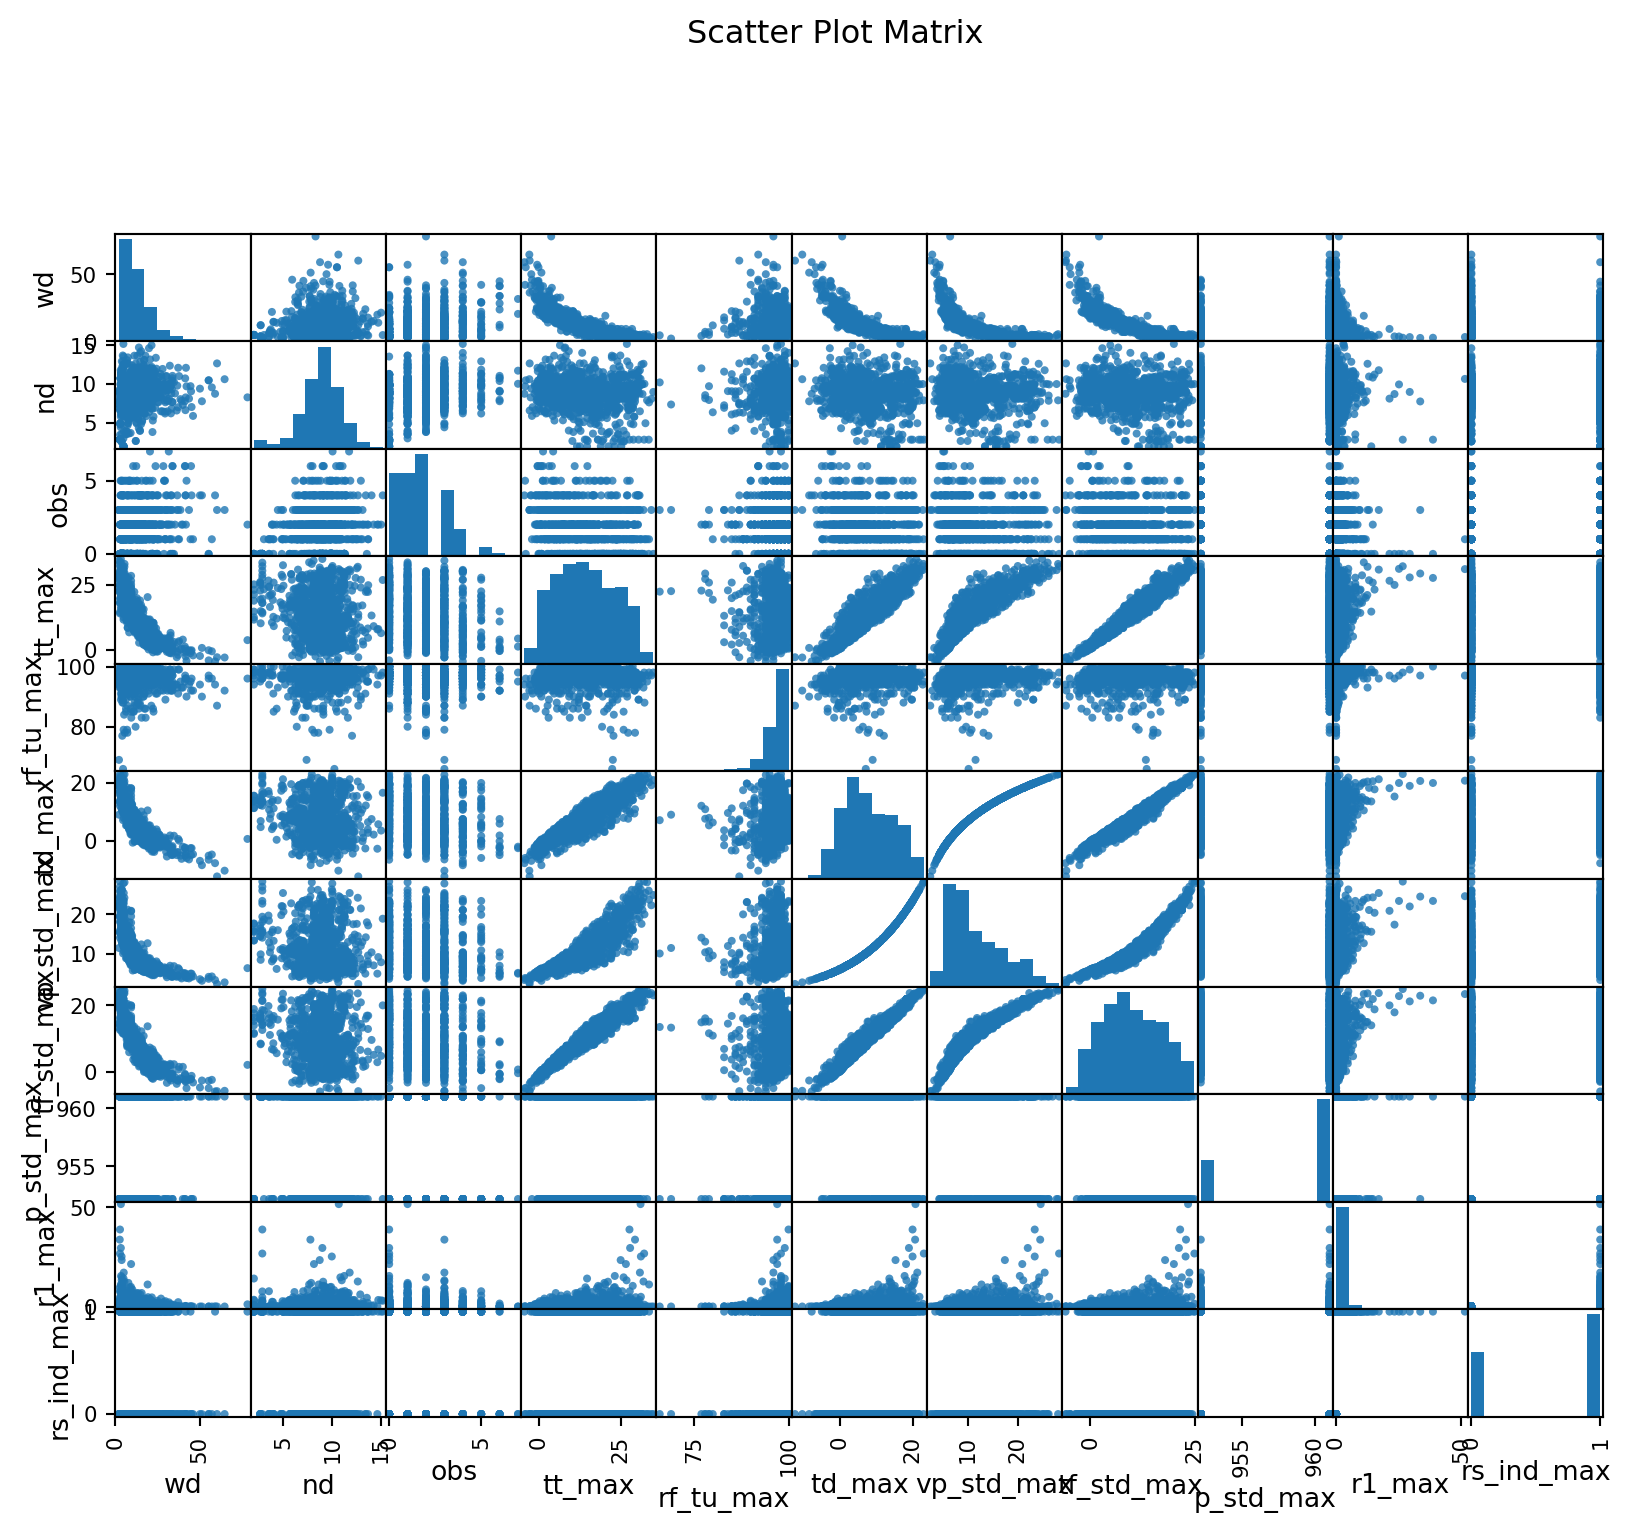 Scatter Plot Matrix
wd
50
0
nd
15
10
5
obs
5
0
tt_max
25
0
rf_tu_max
100
80
td_max
20
0
vp_std_max
20
10
tf_std_max
20
0
p_std_max
960
955
r1_max
50
0
rs_ind_max
1
0
0 50 5 10 15 0 5 0 25 75 100 0 20 10 20 0 25 955 960 0 50 0 1
wd nd obs tt_max rf_tu_max td_max vp_std_max tf_std_max p_std_max r1_max rs_ind_max